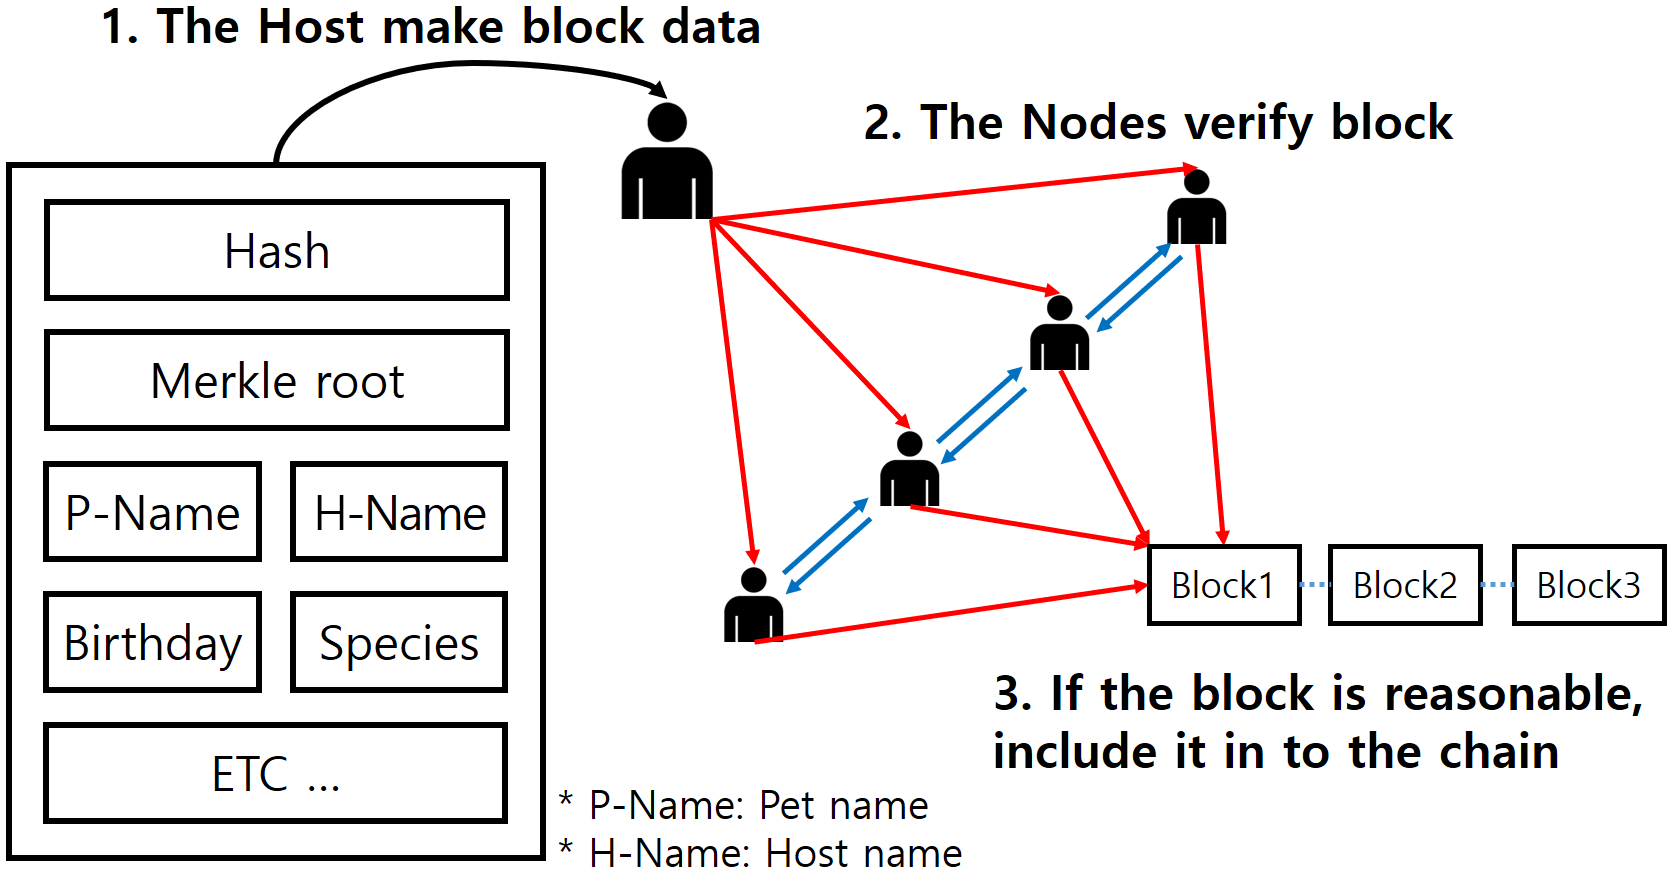 1. The Host make block data
2. The Nodes verify block
Hash
Merkle root
P-Name
H-Name
Birthday
Species
ETC ...
Block1
Block2
Block3
3. If the block is reasonable,
include it in to the chain
* P-Name: Pet name
* H-Name: Host name